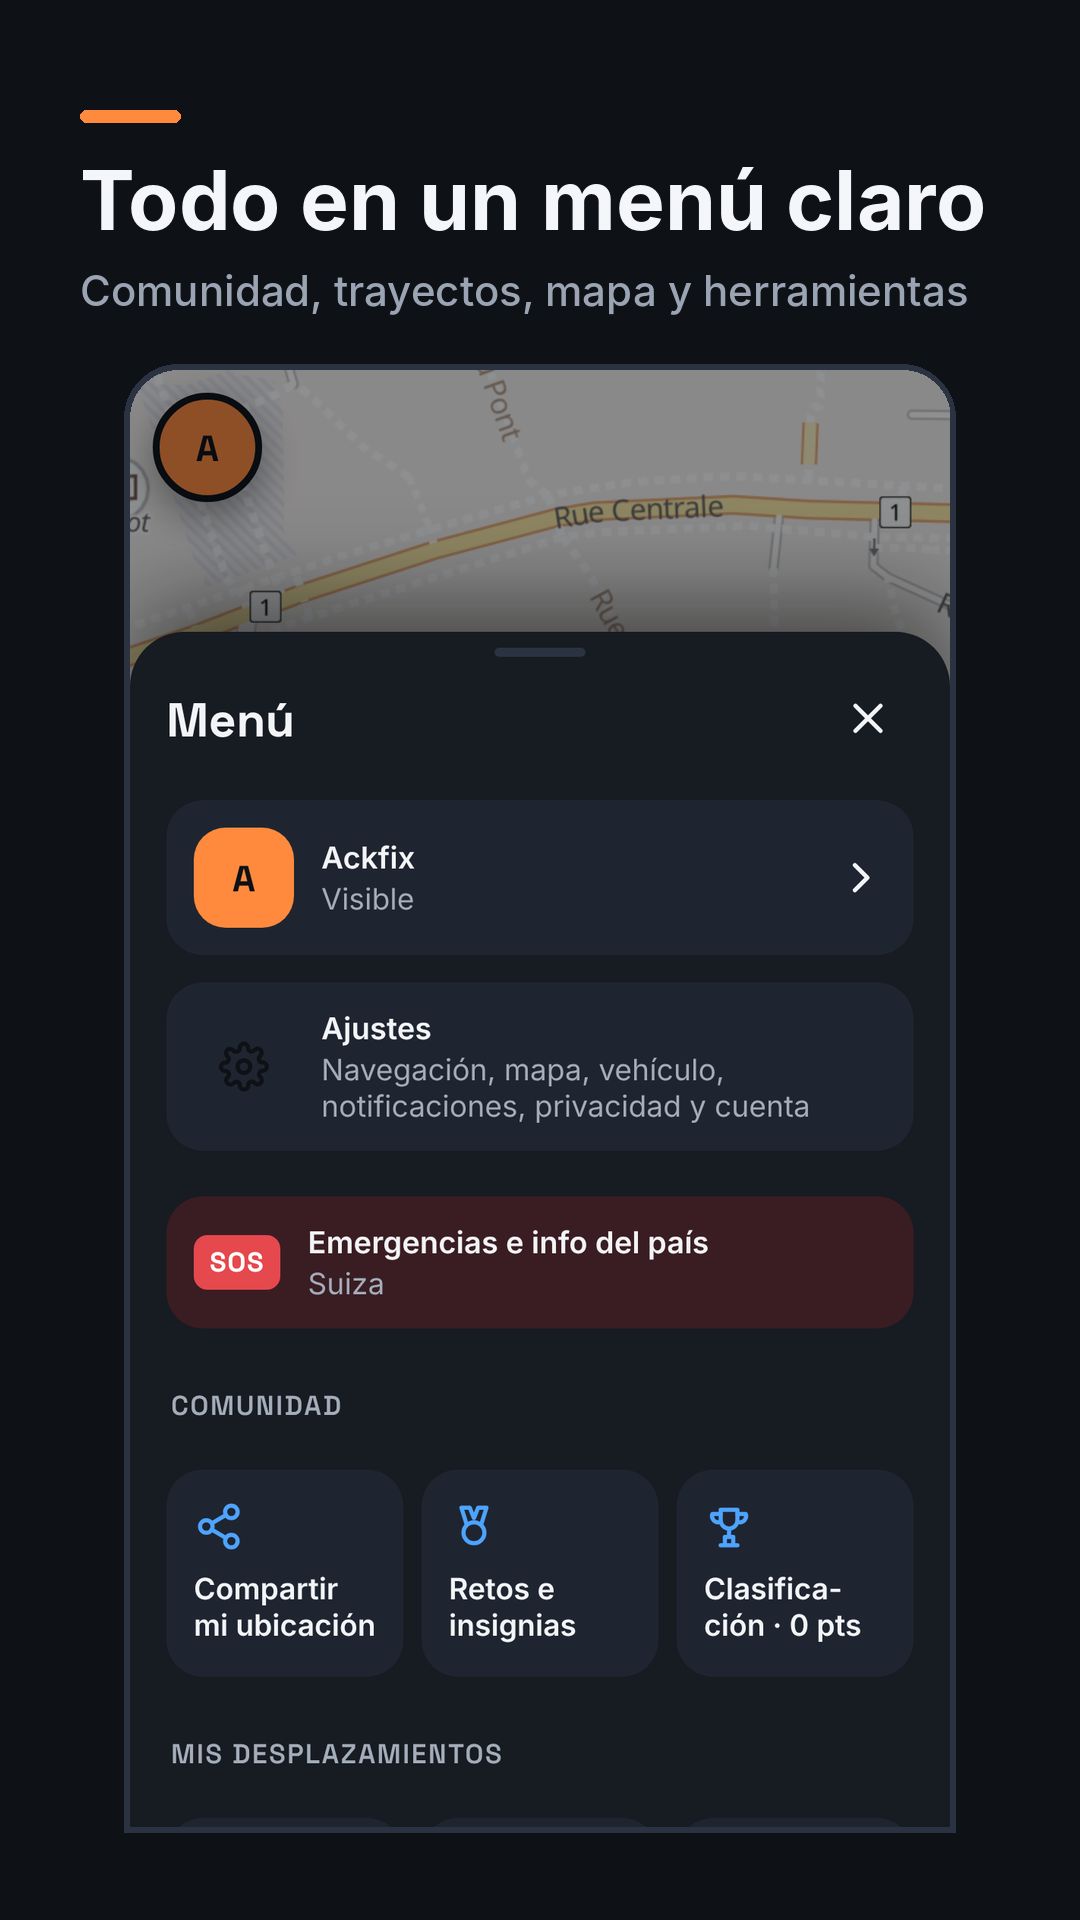 Todo en un menú claro
Comunidad, trayectos, mapa y herramientas
A
Pont
Rue Centrale
1
ot
1
Rue
Menú
A
Ackfix
Visible
Ajustes
Navegación, mapa, vehículo,
notificaciones, privacidad y cuenta
SOS
Emergencias e info del país
Suiza
COMUNIDAD
Compartir
mi ubicación
Retos e
insignias
Clasifica-
ción · 0 pts
MIS DESPLAZAMIENTOS